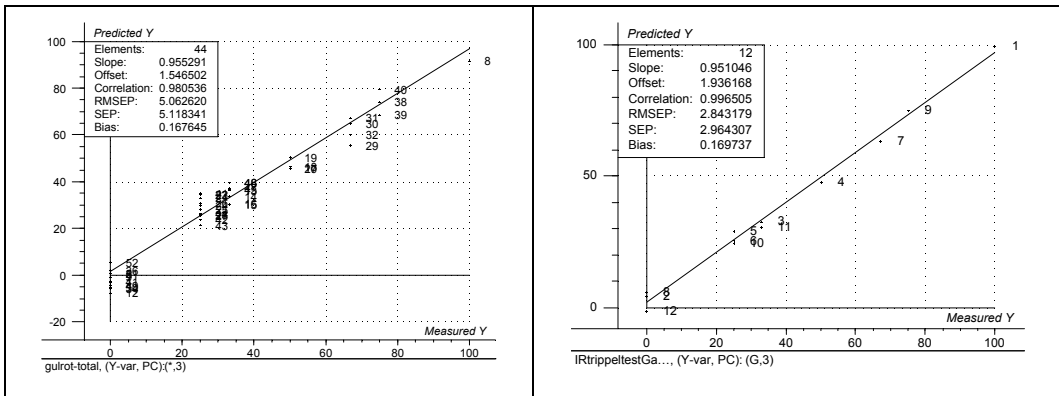 Predicted Y
Elements: 44
Slope: 0.955291
Offset: 1.546502
Correlation: 0.980536
RMSEP: 5.062620
SEP: 5.118341
Bias: 0.167645
100
80
60
40
20
0
-20
8
38
39
31
30
32
29
19
43
52
12
Measured Y
0 20 40 60 80 100
gulrot-total, (Y-var, PC):(*,3)
Predicted Y
Elements: 12
Slope: 0.951046
Offset: 1.936168
Correlation: 0.996505
RMSEP: 2.843179
SEP: 2.964307
Bias: 0.169737
100
50
0
1
9
7
4
3
11
5
6
10
2
12
Measured Y
0 20 40 60 80 100
IRtrippeltestGa…, (Y-var, PC): (G,3)